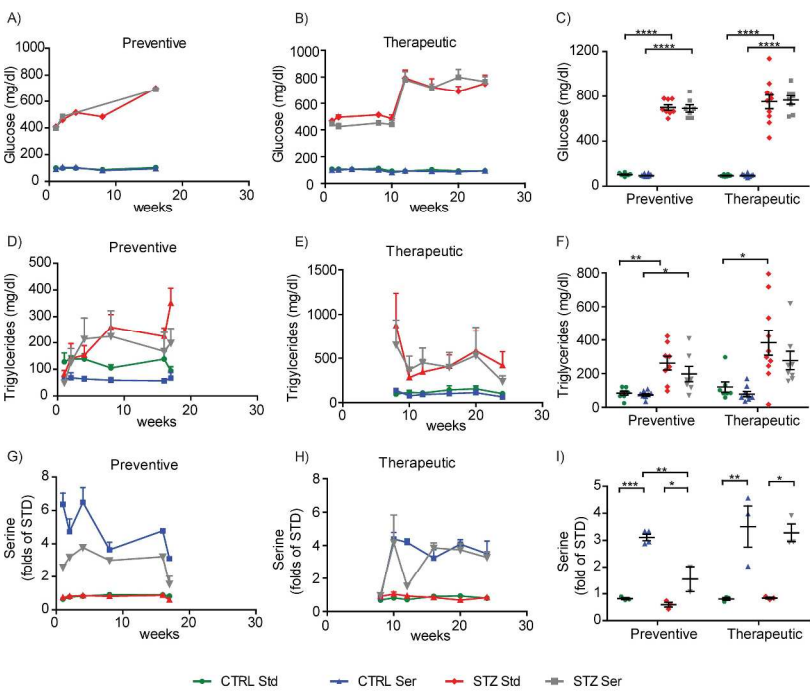 A)
Preventive
Glucose (mg/dl)
1000
800
600
400
200
0
0 10 20 30
weeks
B)
Therapeutic
Glucose (mg/dl)
1000
800
600
400
200
0
0 10 20 30
weeks
C)
Glucose (mg/dl)
1200
800
400
0
**** ****
**** ****
Preventive Therapeutic
D)
Preventive
Trigylcerides (mg/dl)
500
400
300
200
100
0
0 10 20 30
weeks
E)
Therapeutic
Trigylcerides (mg/dl)
1500
1000
500
0
0 10 20 30
weeks
F)
Triglycerides (mg/dl)
800
600
400
200
0
** *
*
Preventive Therapeutic
G)
Preventive
Serine
(folds of STD)
8
6
4
2
0
0 10 20 30
weeks
H)
Therapeutic
Serine
(folds of STD)
8
6
4
2
0
0 10 20 30
weeks
I)
Serine
(fold of STD)
5
4
3
2
1
0
**
*** * ** *
Preventive Therapeutic
CTRL Std CTRL Ser STZ Std STZ Ser